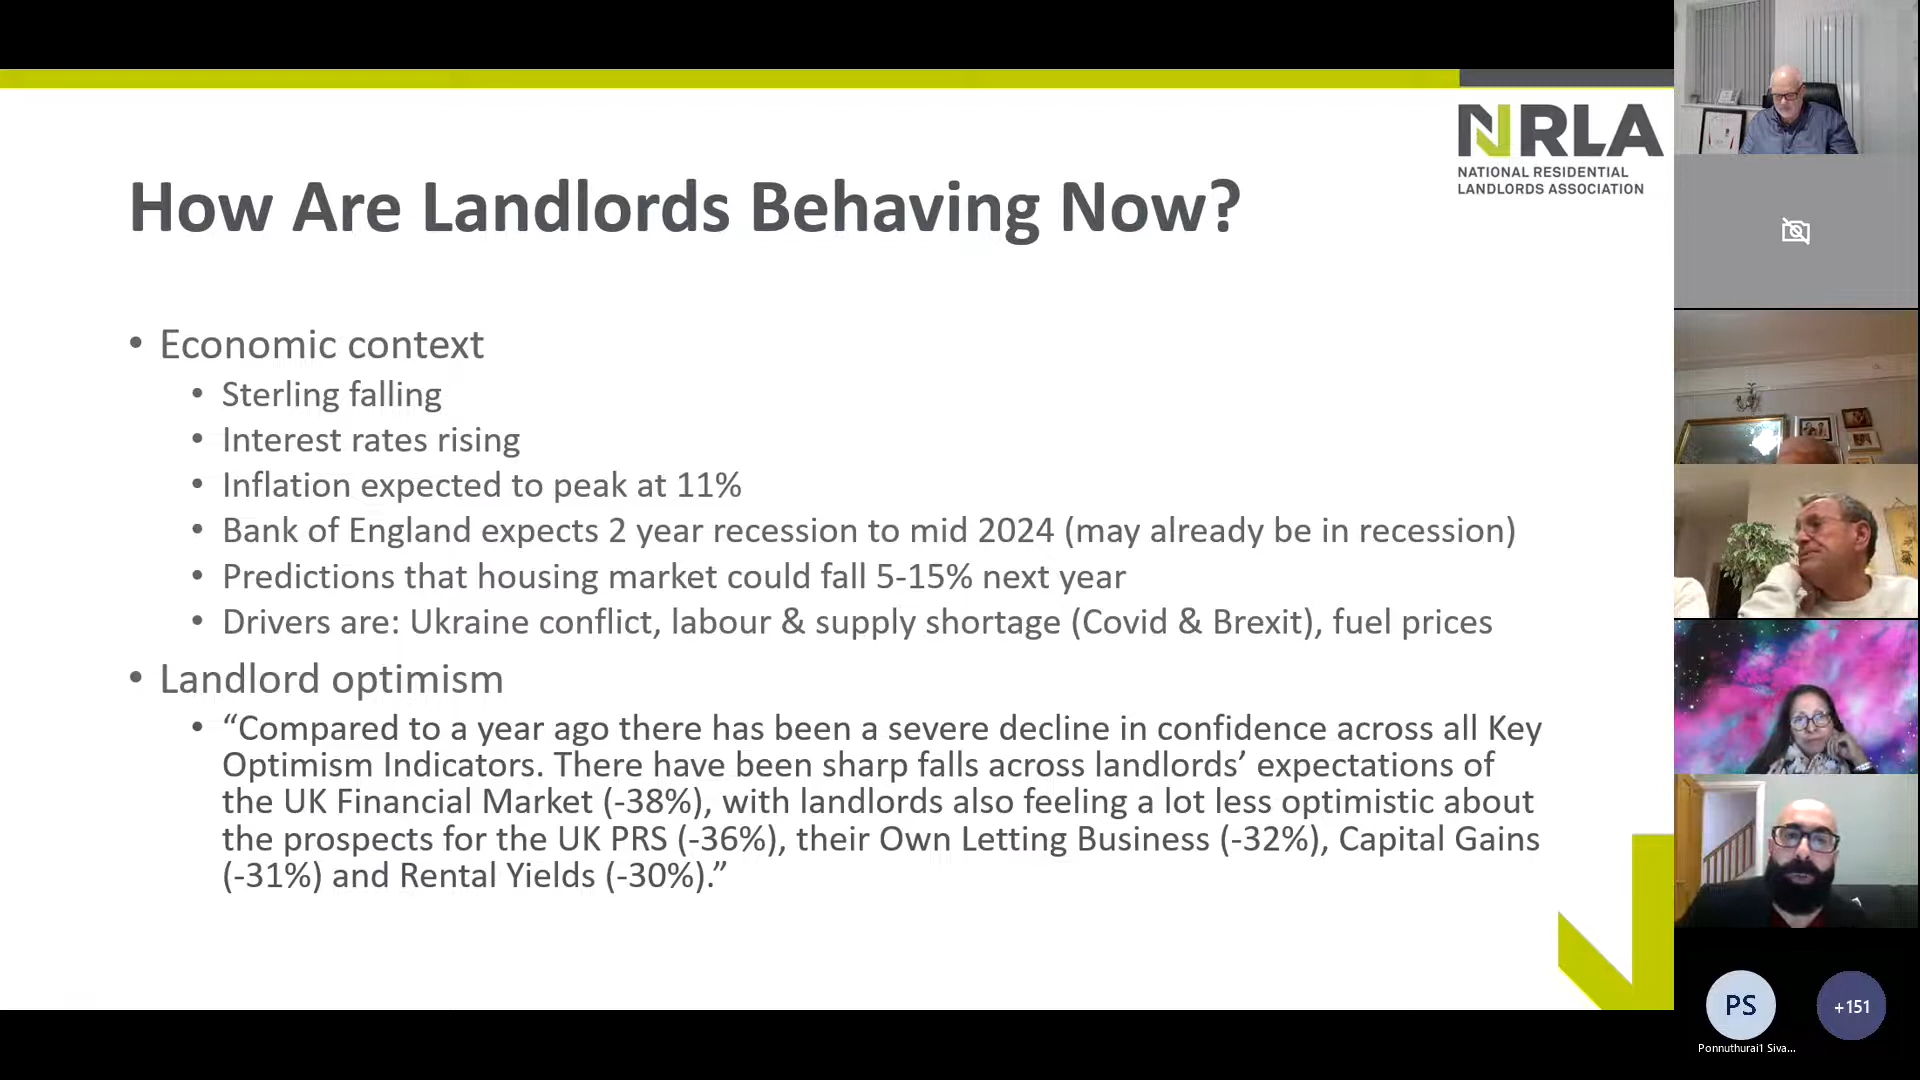 NRLA
NATIONAL RESIDENTIAL
LANDLORDS ASSOCIATION
How Are Landlords Behaving Now?
• Economic context
• Sterling falling
• Interest rates rising
• Inflation expected to peak at 11%
• Bank of England expects 2 year recession to mid 2024 (may already be in recession)
• Predictions that housing market could fall 5-15% next year
• Drivers are: Ukraine conflict, labour & supply shortage (Covid & Brexit), fuel prices
• Landlord optimism
• “Compared to a year ago there has been a severe decline in confidence across all Key
Optimism Indicators. There have been sharp falls across landlords’ expectations of
the UK Financial Market (-38%), with landlords also feeling a lot less optimistic about
the prospects for the UK PRS (-36%), their Own Letting Business (-32%), Capital Gains
(-31%) and Rental Yields (-30%).”
PS
+151
Ponnuthurai1 Siva...